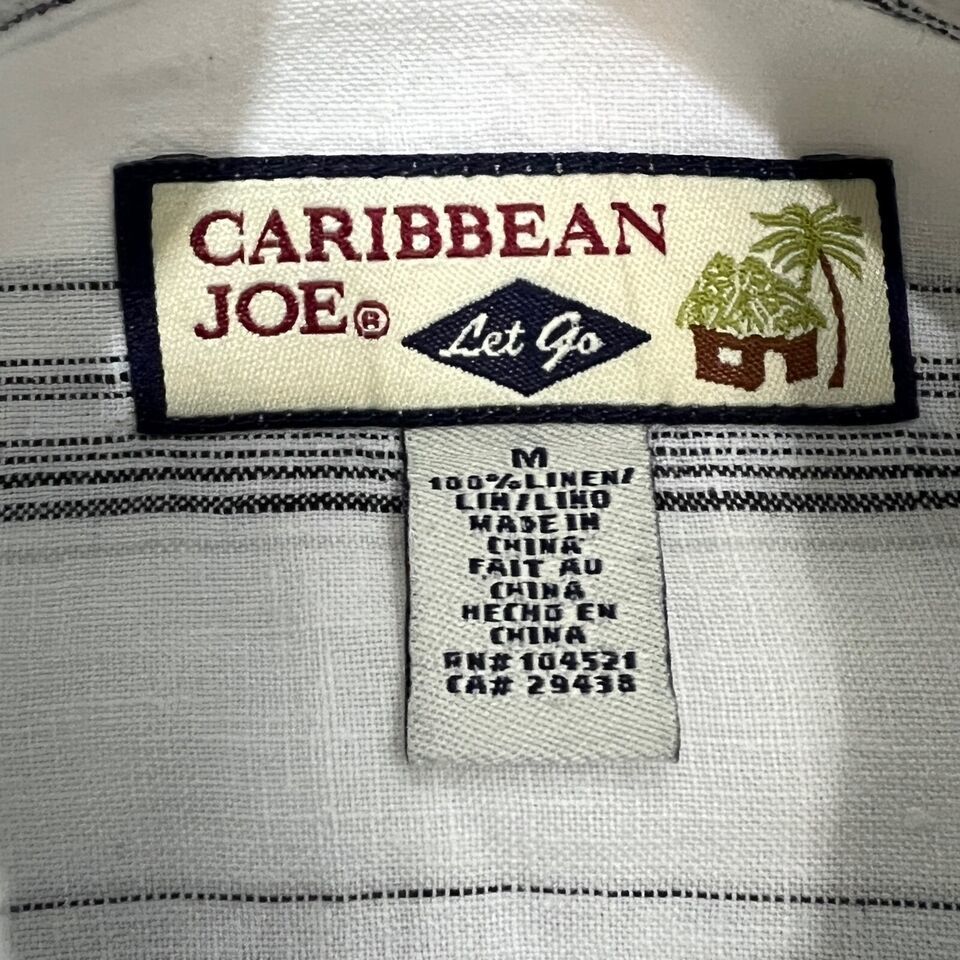 CARIBBEAN
JOE®
Let Go
M
100% LINEN/
LIN/LINO
MADE IN
CHINA
FAIT AU
CHINA
HECHO EN
CHINA
RN# 104521
CA# 29438